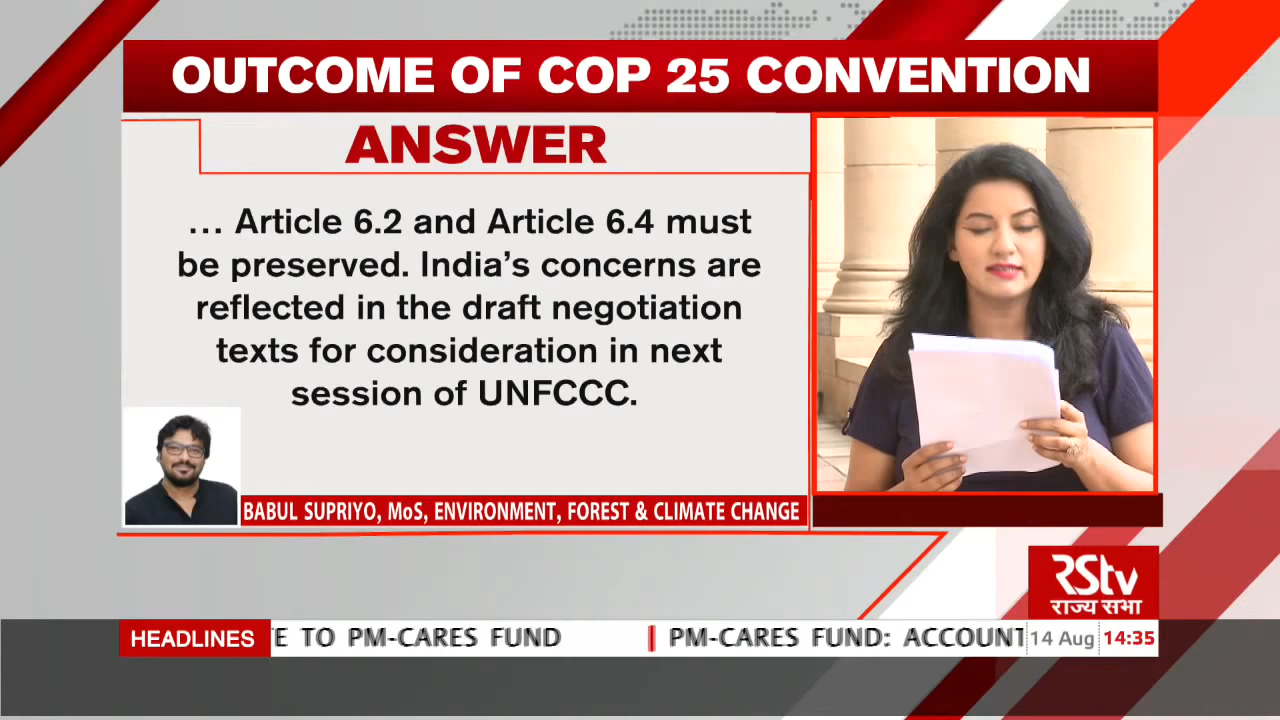 OUTCOME OF COP 25 CONVENTION
ANSWER
... Article 6.2 and Article 6.4 must
be preserved. India's concerns are
reflected in the draft negotiation
texts for consideration in next
session of UNFCCC.
BABUL SUPRIYO, MoS, ENVIRONMENT, FOREST & CLIMATE CHANGE
RSTV
राज्य सभा
HEADLINES
E TO PM-CARES FUND
PM-CARES FUND: ACCOUNT
14 Aug 14:35